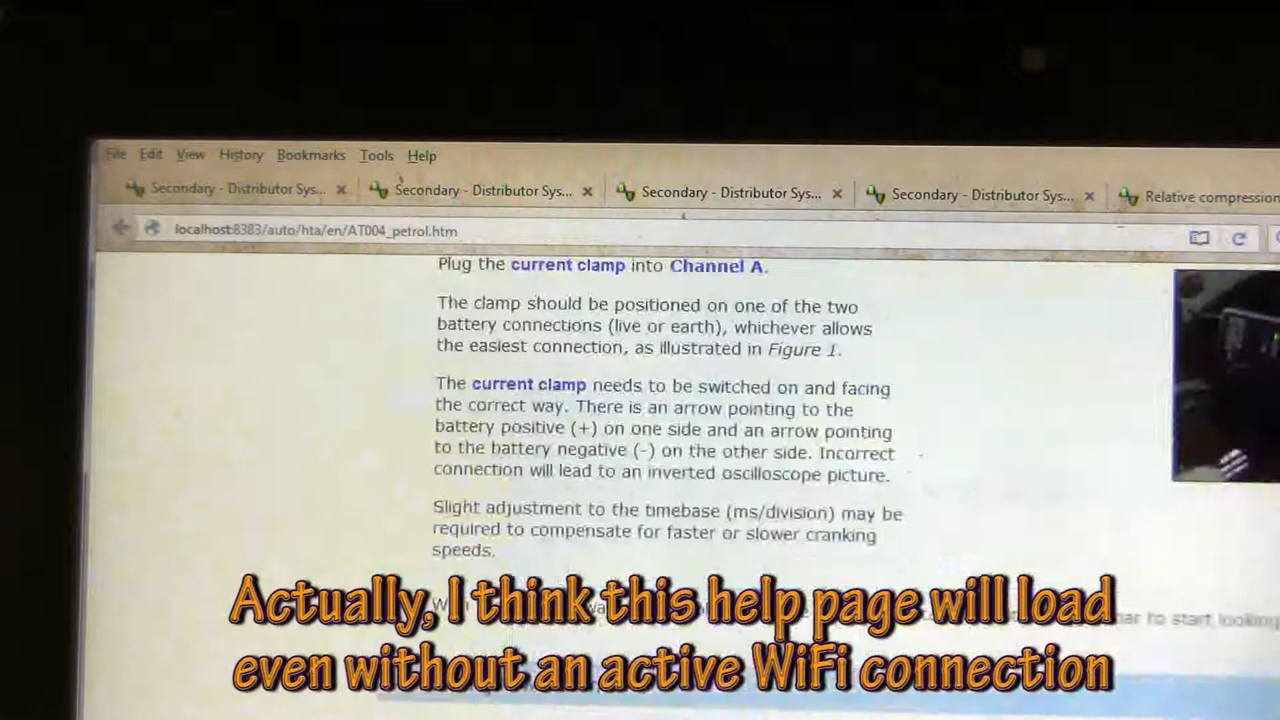 File Edit View History Bookmarks Tools Help
Secondary - Distributor Sys... × Secondary - Distributor Sys... × Secondary - Distributor Sys... × Secondary - Distributor Sys... × Relative compression
localhost:8383/auto/hta/en/AT004_petrol.htm
Plug the current clamp into Channel A.
The clamp should be positioned on one of the two
battery connections (live or earth), whichever allows
the easiest connection, as illustrated in Figure 1.
The current clamp needs to be switched on and facing
the correct way. There is an arrow pointing to the
battery positive (+) on one side and an arrow pointing
to the battery negative (-) on the other side. Incorrect
connection will lead to an inverted oscilloscope picture.
Slight adjustment to the timebase (ms/division) may be
required to compensate for faster or slower cranking
speeds.
to start looking
Actually, I think this help page will load
even without an active WiFi connection